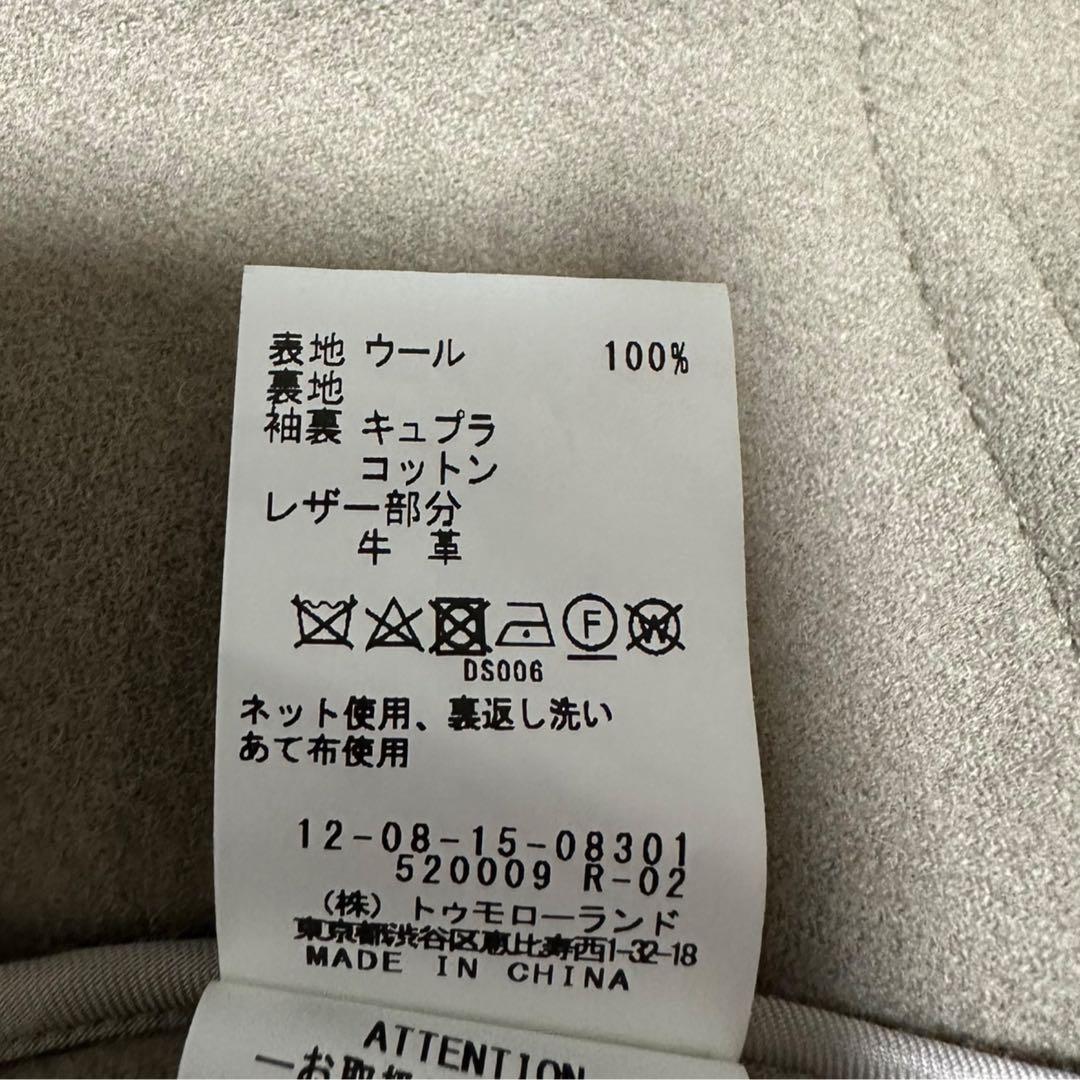 表地 ウール 100%
裏地
袖裏 キュプラ
コットン
レザー部分
牛 革
F W
DS006
ネット使用、裏返し洗い
あて布使用
12-08-15-08301
520009 R-02
(株) トゥモローランド
東京都渋谷区恵比寿西1-32-18
MADE IN CHINA
ATTENTION